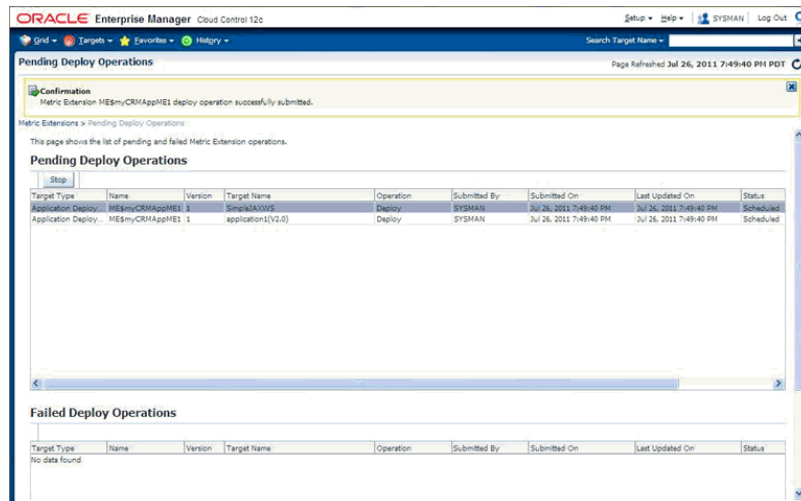 ORACLE Enterprise Manager Cloud Control 12c
Setup Help SYSMAN Log Out
Grid Targets Favorites History Search Target Name
Pending Deploy Operations Page Refreshed Jul 26, 2011 7:49:40 PM PDT
Confirmation
Metric Extension ME$myCRMAppME1 deploy operation successfully submitted.
Metric Extensions > Pending Deploy Operations
This page shows the list of pending and failed Metric Extension operations.
Pending Deploy Operations
Stop
Target Type Name Version Target Name Operation Submitted By Submitted On Last Updated On Status
Application Deploy... ME$myCRMAppME1 1 SimpleJAXWS Deploy SYSMAN Jul 26, 2011 7:49:40 PM Jul 26, 2011 7:49:40 PM Scheduled
Application Deploy... ME$myCRMAppME1 1 application1(V2.0) Deploy SYSMAN Jul 26, 2011 7:49:40 PM Jul 26, 2011 7:49:40 PM Scheduled
Failed Deploy Operations
Target Type Name Version Target Name Operation Submitted By Submitted On Last Updated On Status
No data found